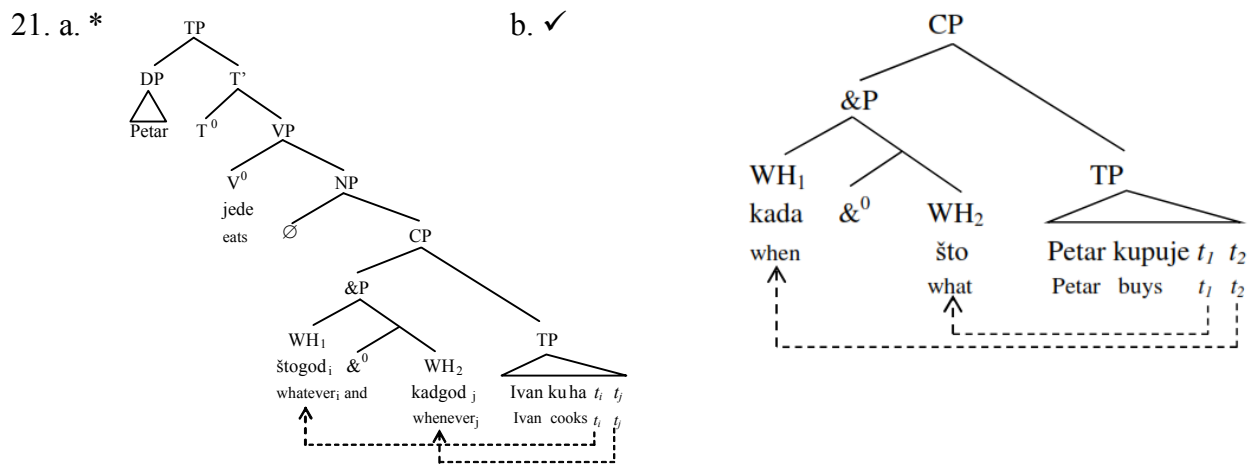 21. a. * TP b. ✓ CP
DP T’
Petar T⁰ VP
&P
V⁰ NP
jede
eats ∅ CP
WH₁ &⁰ WH₂ TP
kada što Petar kupuje t₁ t₂
when what Petar buys t₁ t₂
&P
WH₁ &⁰ WH₂ TP
štogodᵢ kadgod ⱼ Ivan kuha tᵢ tⱼ
whateverᵢ and wheneverⱼ Ivan cooks tᵢ tⱼ